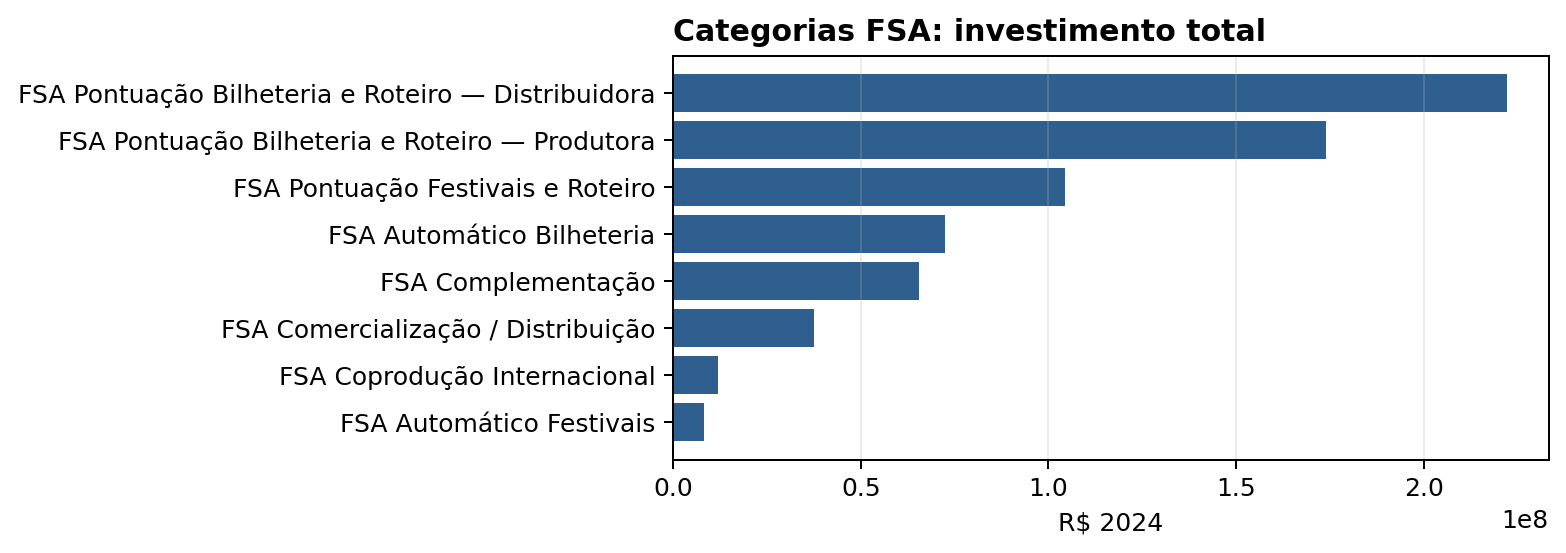 Categorias FSA: investimento total
FSA Pontuação Bilheteria e Roteiro — Distribuidora
FSA Pontuação Bilheteria e Roteiro — Produtora
FSA Pontuação Festivais e Roteiro
FSA Automático Bilheteria
FSA Complementação
FSA Comercialização / Distribuição
FSA Coprodução Internacional
FSA Automático Festivais
0.0 0.5 1.0 1.5 2.0
R$ 2024
1e8